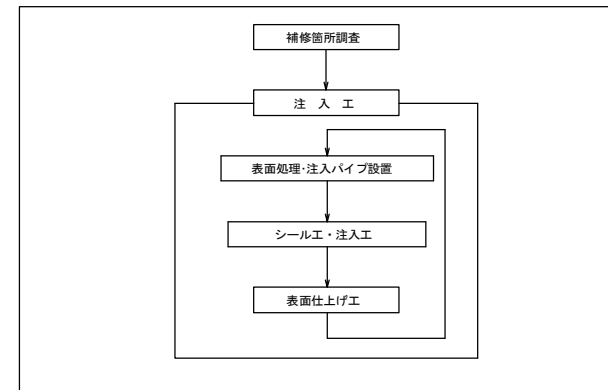 補修箇所調査
注　入　工
表面処理･注入パイプ設置
シール工・注入工
表面仕上げ工